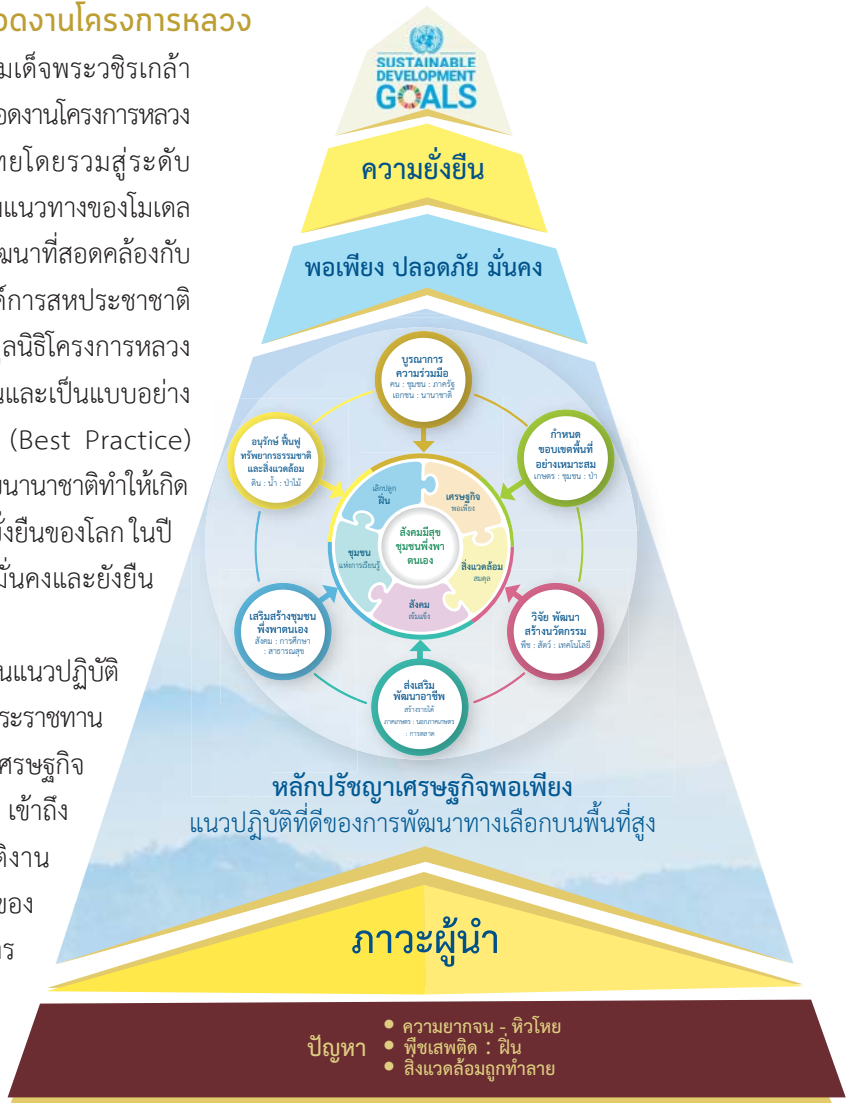 อดงานโครงการหลวง
มเด็จพระวชิรเกล้า
อดงานโครงการหลวง
ทยโดยรวมสู่ระดับ
มแนวทางของโมเดล
ัฒนาที่สอดคล้องกับ
ค์การสหประชาชาติ
ูลนิธิโครงการหลวง
นและเป็นแบบอย่าง
(Best Practice)
นานาชาติทำให้เกิด
ั่งยืนของโลก ในปี
มั่นคงและยังยืน
นแนวปฏิบัติ
ระราชทาน
ศรษฐกิจ
เข้าถึง
ติงาน
ของ
าร
SUSTAINABLE
DEVELOPMENT
GOALS
ความยั่งยืน
พอเพียง ปลอดภัย มั่นคง
บูรณาการ
ความร่วมมือ
คน : ชุมชน : ภาครัฐ
เอกชน : นานาชาติ
กำหนด
ขอบเขตพื้นที่
อย่างเหมาะสม
เกษตร : ชุมชน : ป่า
วิจัย พัฒนา
สร้างนวัตกรรม
พืช : สัตว์ : เทคโนโลยี
ส่งเสริม
พัฒนาอาชีพ
สร้างรายได้
ภาคเกษตร : นอกภาคเกษตร
: การตลาด
เสริมสร้างชุมชน
พึ่งพาตนเอง
สังคม : การศึกษา
: สาธารณสุข
อนุรักษ์ ฟื้นฟู
ทรัพยากรธรรมชาติ
และสิ่งแวดล้อม
ดิน : น้ำ : ป่าไม้
เลิกปลูก
ฝิ่น
เศรษฐกิจ
พอเพียง
สิ่งแวดล้อม
สมดุล
สังคม
เข้มแข็ง
ชุมชน
แห่งการเรียนรู้
สังคมมีสุข
ชุมชนพึ่งพา
ตนเอง
หลักปรัชญาเศรษฐกิจพอเพียง
แนวปฏิบัติที่ดีของการพัฒนาทางเลือกบนพื้นที่สูง
ภาวะผู้นำ
ปัญหา
• ความยากจน - หิวโหย
• พืชเสพติด : ฝิ่น
• สิ่งแวดล้อมถูกทำลาย